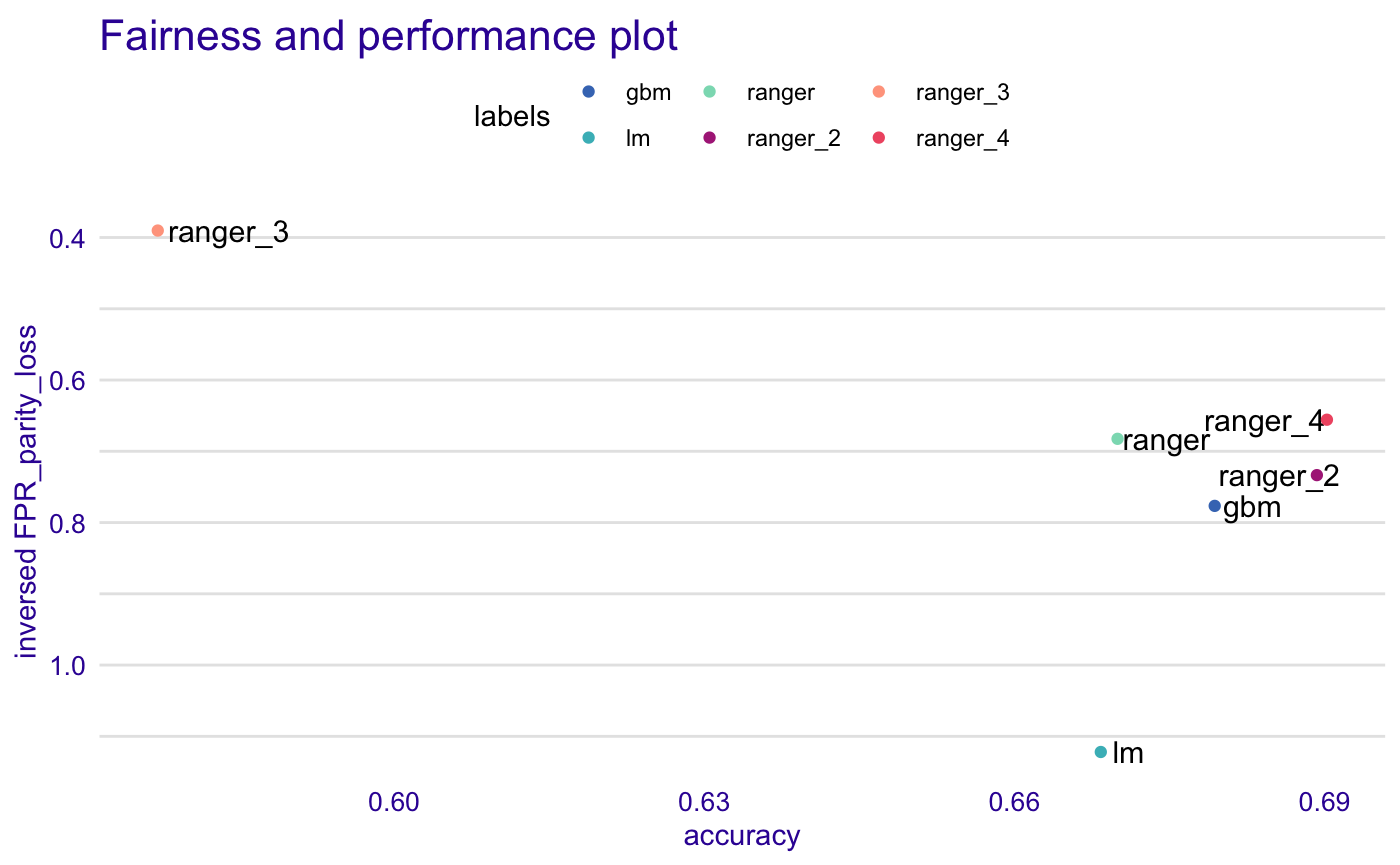 Fairness and performance plot
labels
gbm ranger ranger_3
lm ranger_2 ranger_4
inversed FPR_parity_loss
0.4
0.6
0.8
1.0
ranger_3
ranger_4
ranger
ranger_2
gbm
lm
0.60 0.63 0.66 0.69
accuracy